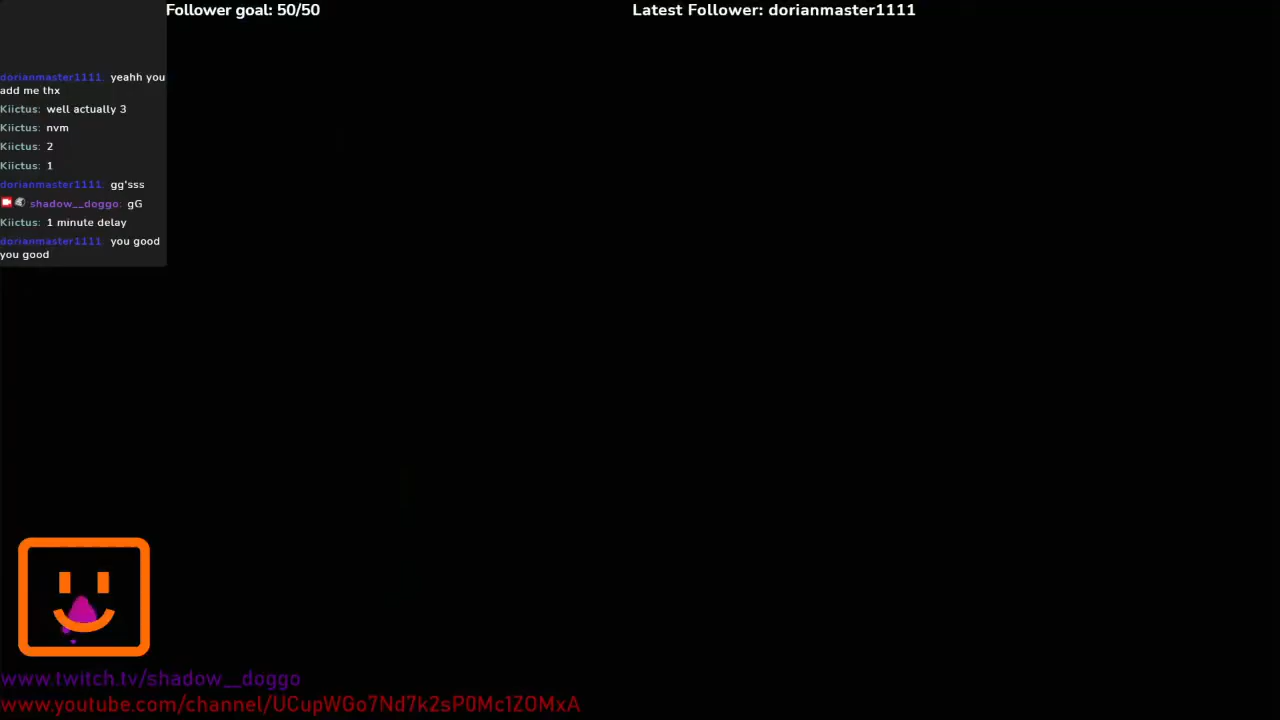 Follower goal: 50/50
Latest Follower: dorianmaster1111
dorianmaster1111: yeahh you
add me thx
Kiictus: well actually 3
Kiictus: nvm
Kiictus: 2
Kiictus: 1
dorianmaster1111: gg'sss
shadow__doggo: gG
Kiictus: 1 minute delay
dorianmaster1111: you good
you good
www.twitch.tv/shadow__doggo
www.youtube.com/channel/UCupWGo7Nd7k2sP0Mc1ZOMxA